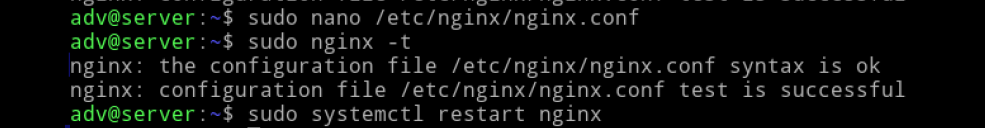 adv@server:~$ sudo nano /etc/nginx/nginx.conf
adv@server:~$ sudo nginx -t
nginx: the configuration file /etc/nginx/nginx.conf syntax is ok
nginx: configuration file /etc/nginx/nginx.conf test is successful
adv@server:~$ sudo systemctl restart nginx